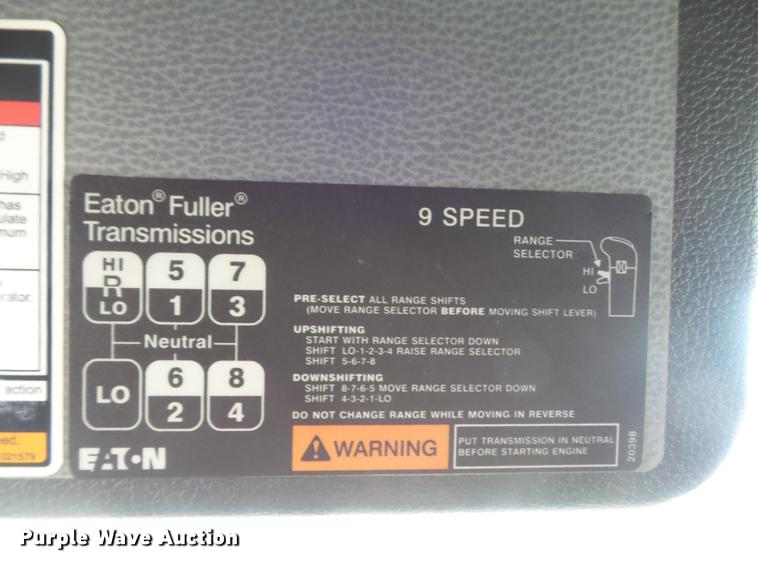 d
High
has
ulate
mum
n
rator.
action
ed.
021579
Eaton® Fuller®
Transmissions
9 SPEED
RANGE
SELECTOR
HI
LO
HI 5 7
R
LO 1 3
Neutral
LO 6 8
2 4
PRE-SELECT ALL RANGE SHIFTS
(MOVE RANGE SELECTOR BEFORE MOVING SHIFT LEVER)
UPSHIFTING
START WITH RANGE SELECTOR DOWN
SHIFT LO-1-2-3-4 RAISE RANGE SELECTOR
SHIFT 5-6-7-8
DOWNSHIFTING
SHIFT 8-7-6-5 MOVE RANGE SELECTOR DOWN
SHIFT 4-3-2-1-LO
DO NOT CHANGE RANGE WHILE MOVING IN REVERSE
WARNING
PUT TRANSMISSION IN NEUTRAL
BEFORE STARTING ENGINE
20398
EATON
Purple Wave Auction